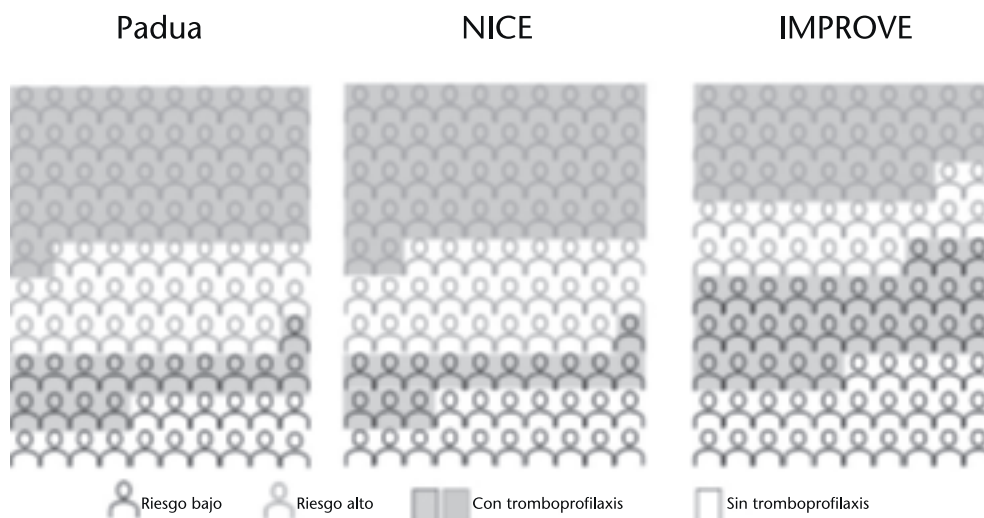 Padua NICE IMPROVE
Riesgo bajo Riesgo alto Con tromboprofilaxis Sin tromboprofilaxis